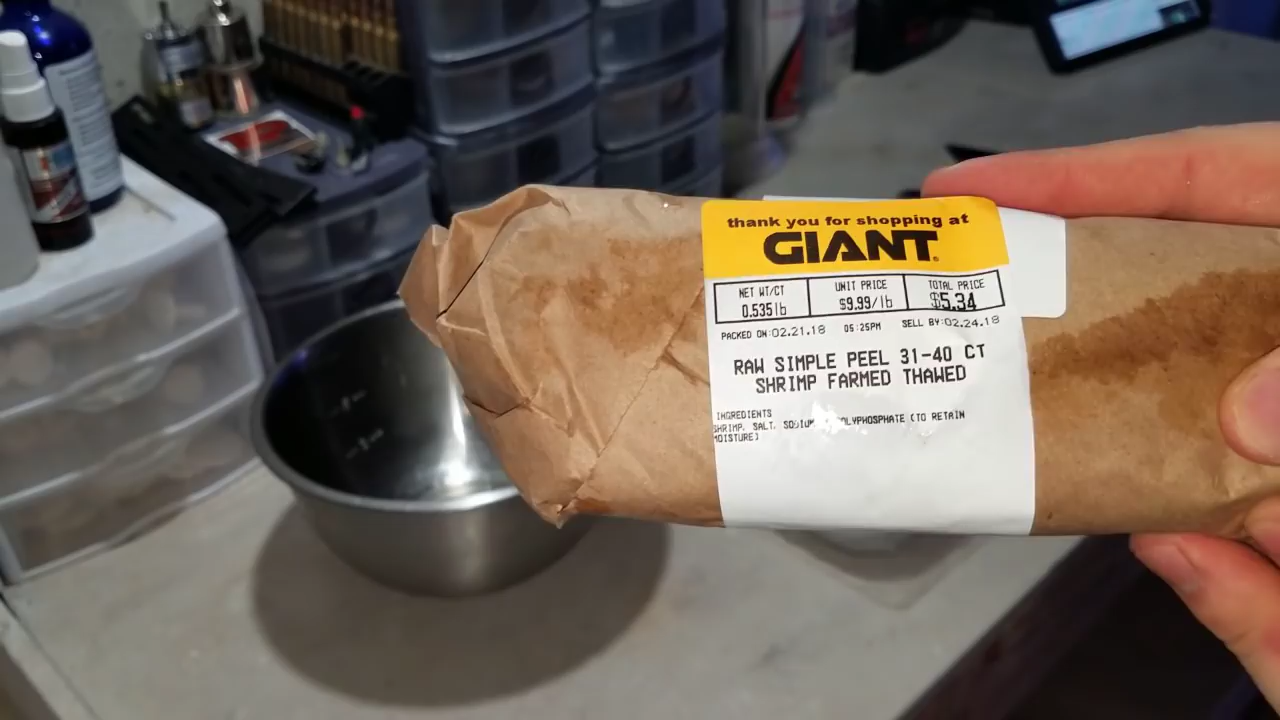 thank you for shopping at
GIANT
NET WT/CT UNIT PRICE TOTAL PRICE
0.535lb $9.99/lb $5.34
PACKED ON:02.21.18 05:25PM SELL BY:02.24.18
RAW SIMPLE PEEL 31-40 CT
SHRIMP FARMED THAWED
INGREDIENTS
SHRIMP, SALT, (TO RETAIN
MOISTURE)